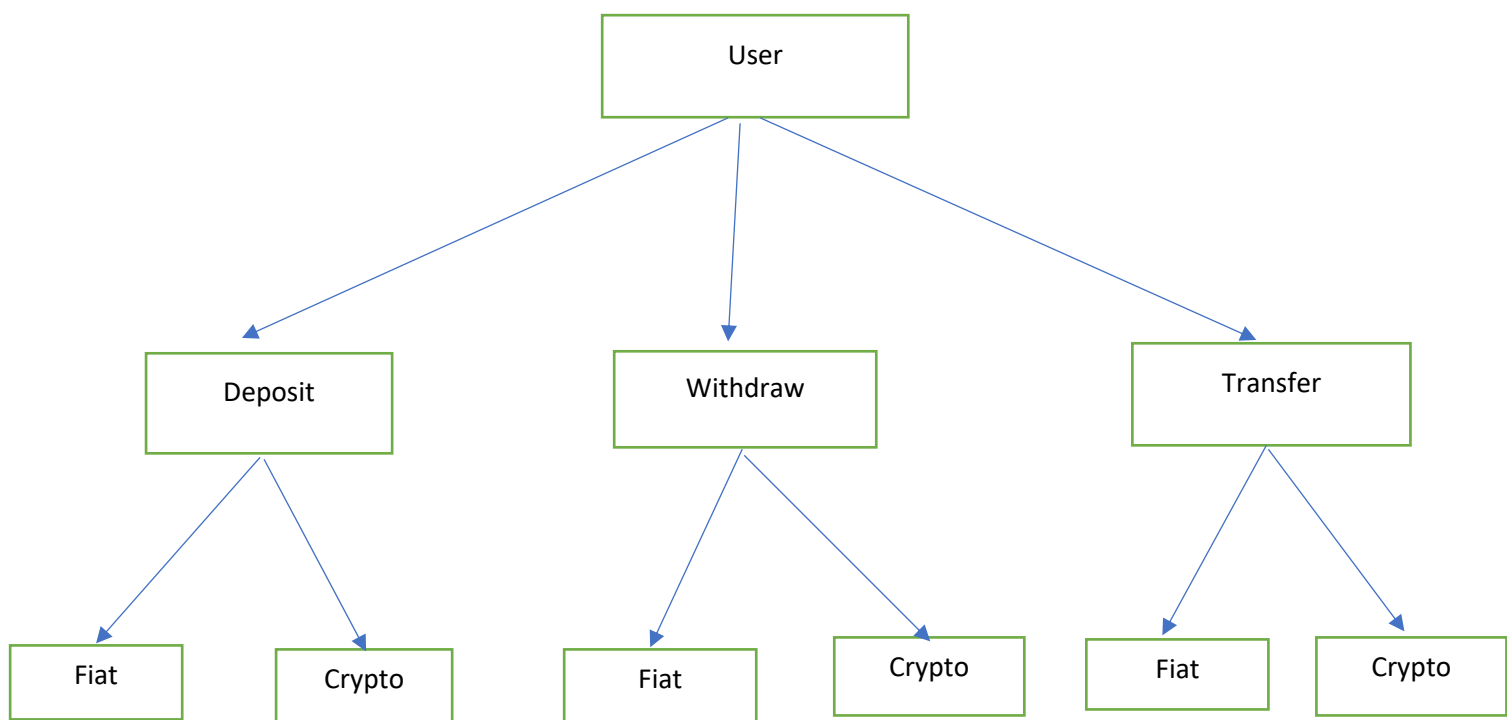 User
Deposit
Withdraw
Transfer
Fiat
Crypto
Fiat
Crypto
Fiat
Crypto